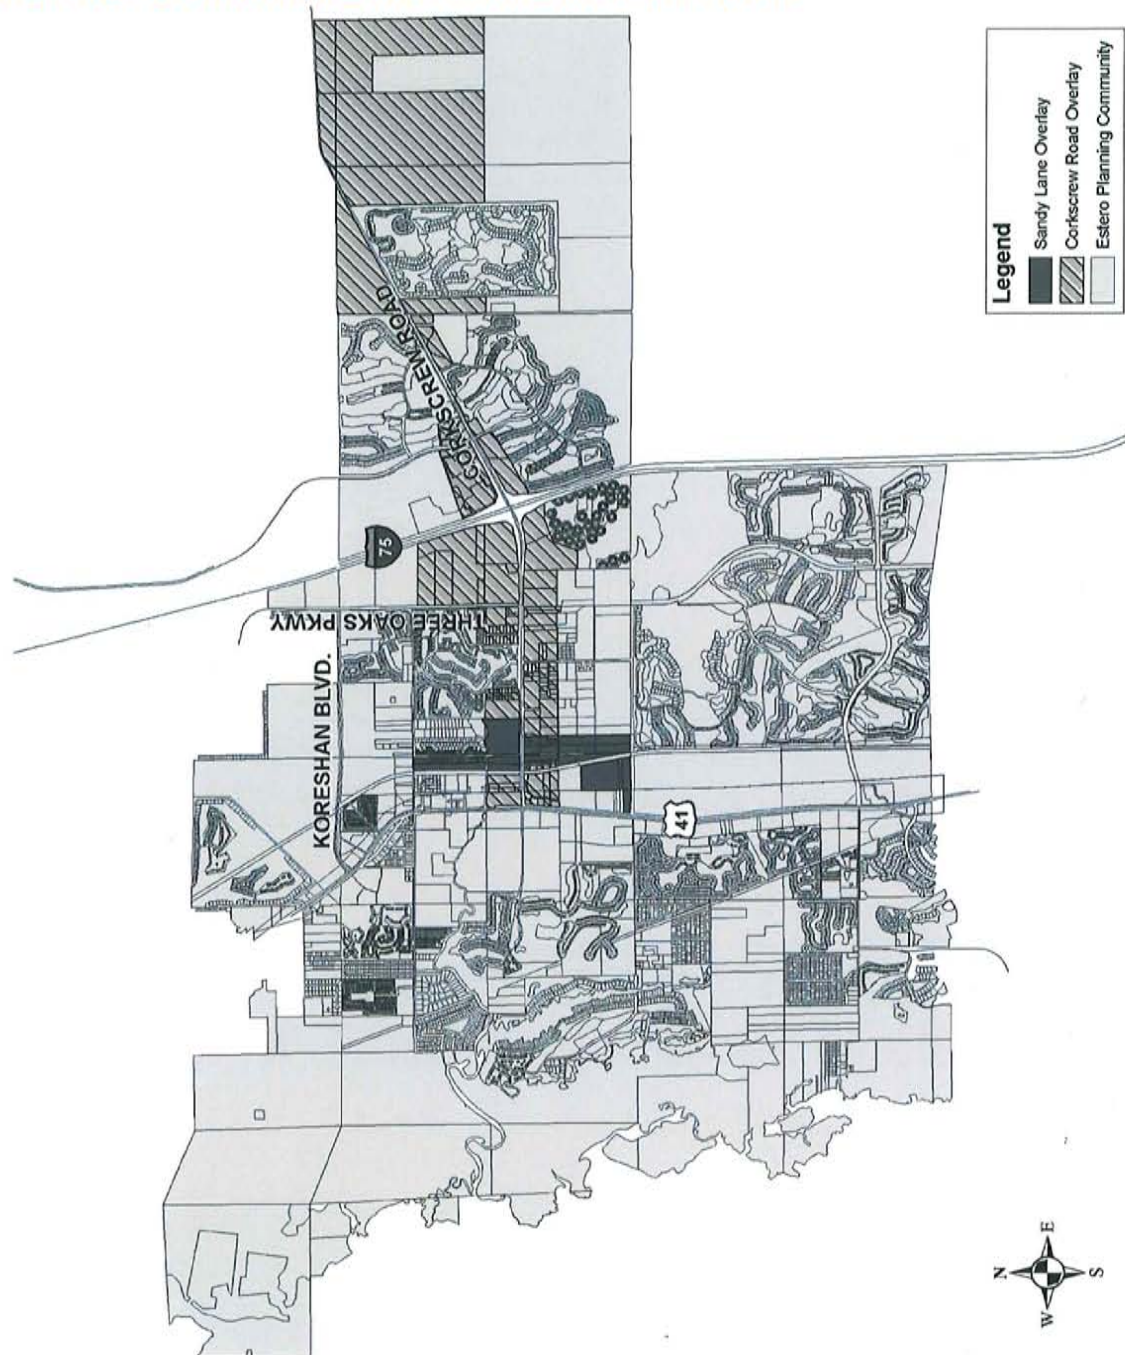 KORESHAN BLVD.
THREE OAKS PKWY.
75
CORKSCREW ROAD
41
Legend
Sandy Lane Overlay
Corkscrew Road Overlay
Estero Planning Community
N
W
E
S